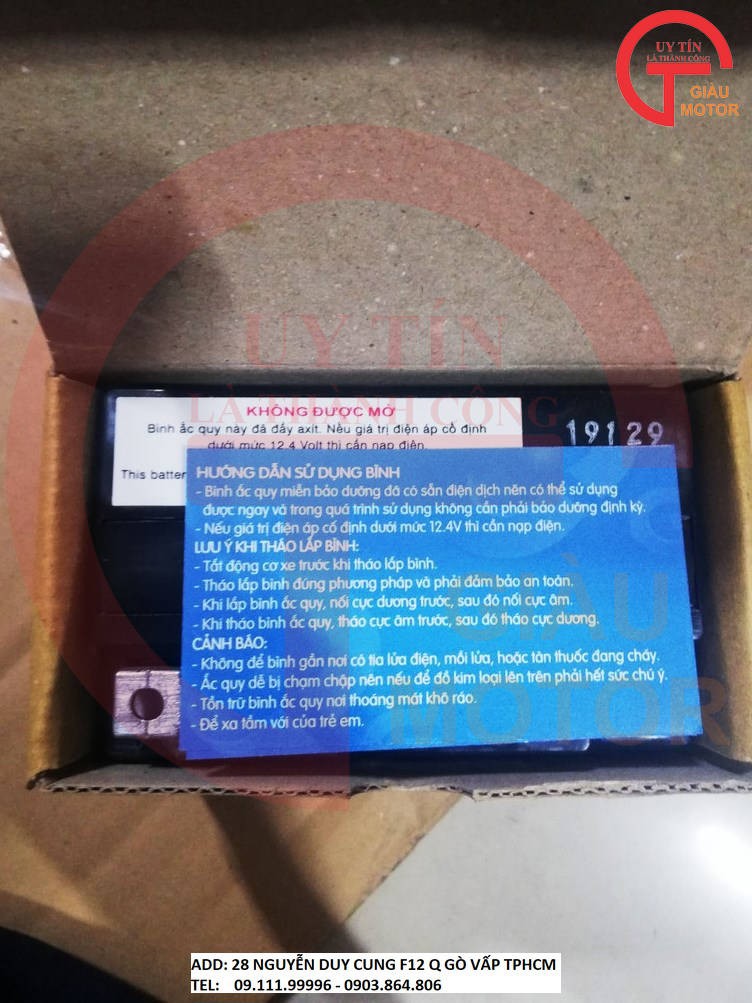 UY TÍN
LÀ THÀNH CÔNG
GIÀU
MOTOR
UY TÍN
LÀ THÀNH CÔNG
KHÔNG ĐƯỢC MỞ
Bình ắc quy này đã đầy axit. Nếu giá trị điện áp cố định
dưới mức 12.4 Volt thì cần nạp điện.
19129
This batter
HƯỚNG DẪN SỬ DỤNG BÌNH
- Bình ắc quy miễn bảo dưỡng đã có sẵn điện dịch nên có thể sử dụng
được ngay và trong quá trình sử dụng không cần phải bảo dưỡng định kỳ.
- Nếu giá trị điện áp cố định dưới mức 12.4V thì cần nạp điện.
LƯU Ý KHI THÁO LẮP BÌNH:
- Tắt động cơ xe trước khi tháo lắp bình.
- Tháo lắp bình đúng phương pháp và phải đảm bảo an toàn.
- Khi lắp bình ắc quy, nối cực dương trước, sau đó nối cực âm.
- Khi tháo bình ắc quy, tháo cực âm trước, sau đó tháo cực dương.
CẢNH BÁO:
- Không để bình gần nơi có tia lửa điện, mồi lửa, hoặc tàn thuốc đang cháy.
- Ắc quy dễ bị chạm chập nên nếu để đồ kim loại lên trên phải hết sức chú ý.
- Tồn trữ bình ắc quy nơi thoáng mát khô ráo.
- Để xa tầm với của trẻ em.
GIÀU
MOTOR
ADD: 28 NGUYỄN DUY CUNG F12 Q GÒ VẤP TPHCM
TEL: 09.111.99996 - 0903.864.806